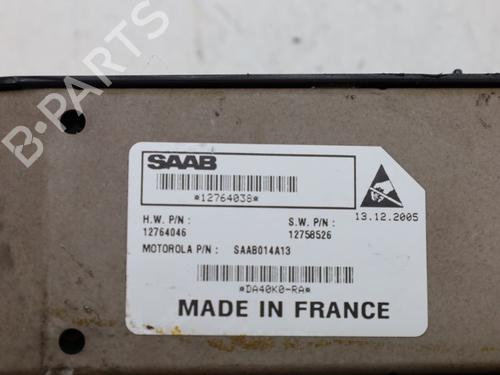 B-PARTS
SAAB
*12764038*
13.12.2005
H.W. P/N : S.W. P/N :
12764046 12758526
MOTOROLA P/N : SAAB014A13
*DA40K0-RA*
MADE IN FRANCE